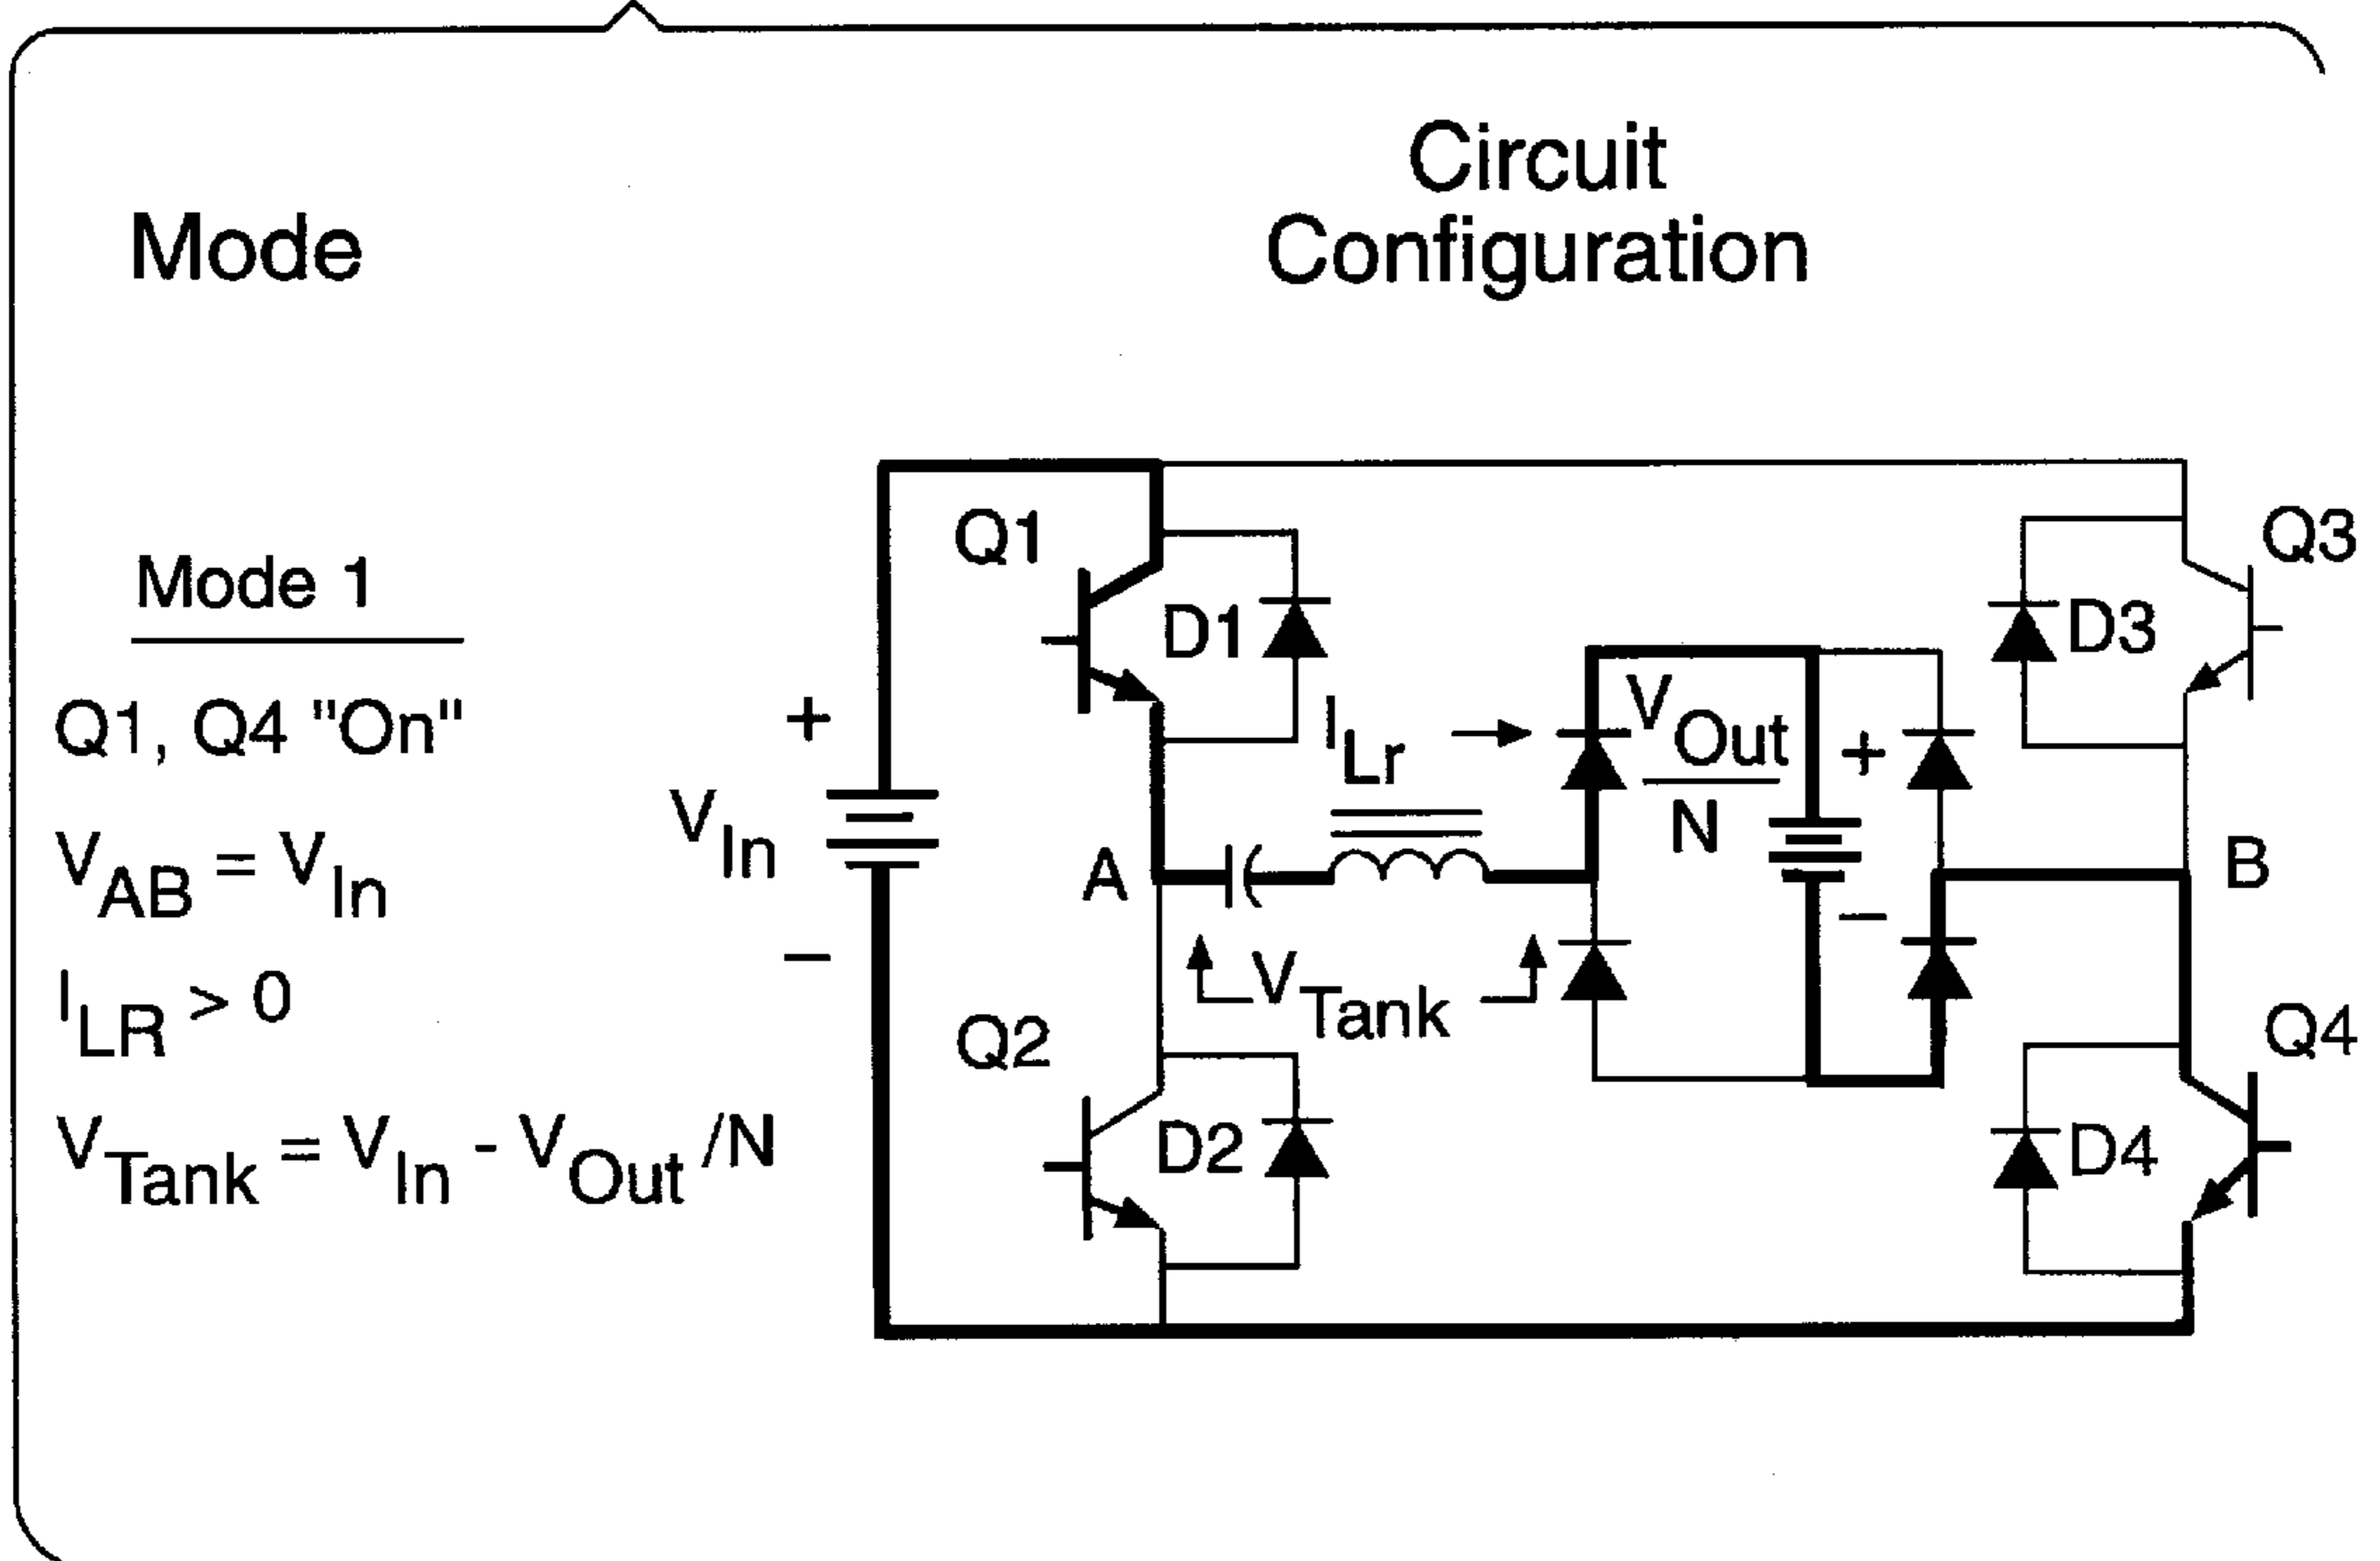 Mode
Circuit
Configuration
Mode 1
Q1, Q4 "On"
V_AB = V_In
I_LR > 0
V_Tank = V_In - V_Out /N
+
V_In
−
Q1
D1
Q3
D3
I_Lr
V_Out
N
+
−
A
B
V_Tank
Q2
D2
Q4
D4